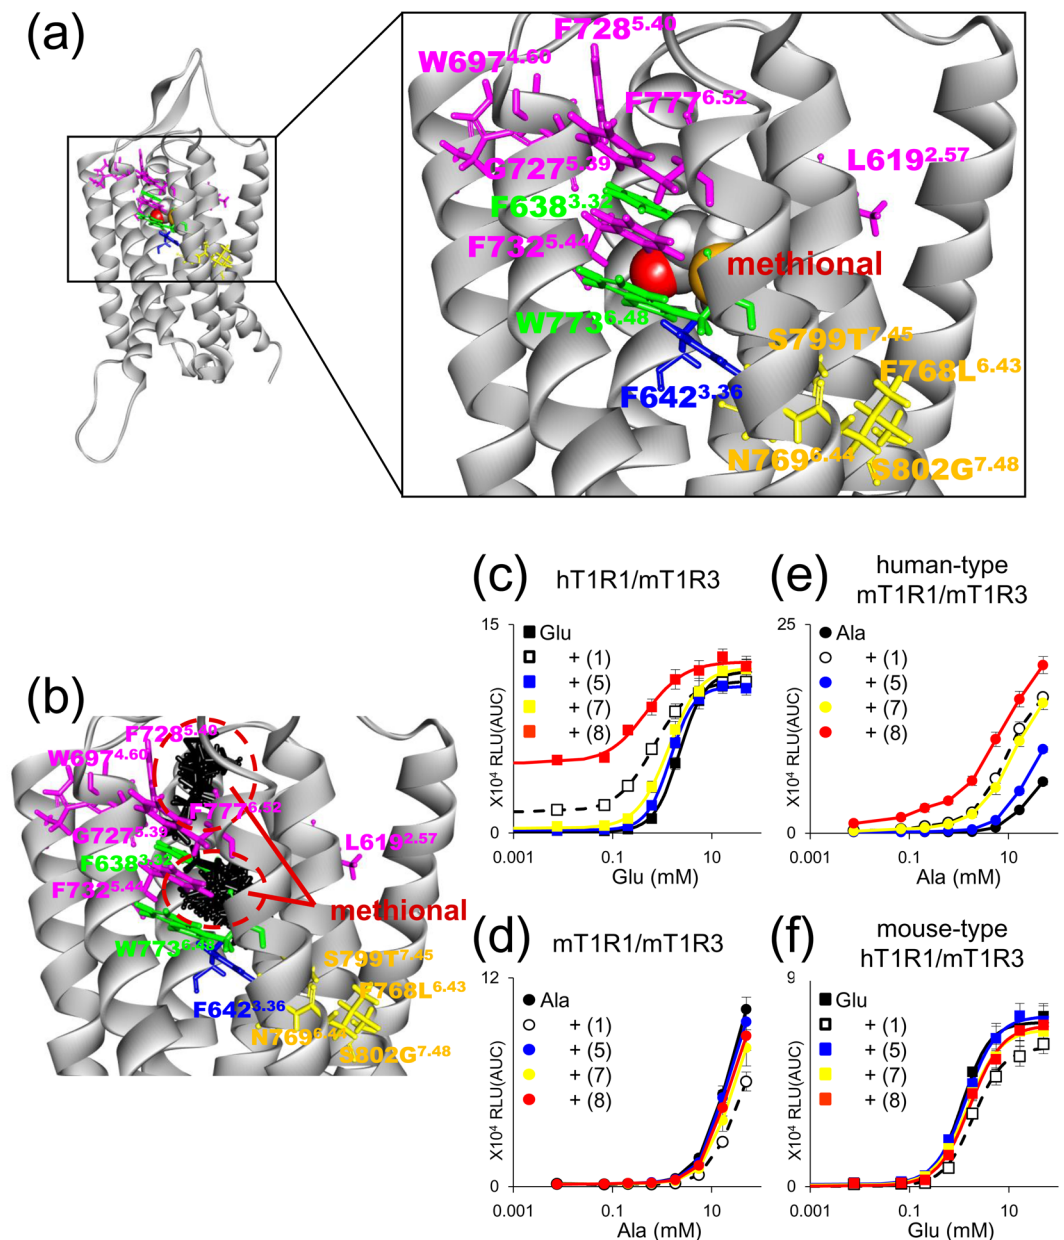 (a)
F728^5.40
W697^4.60
F777^6.52
G727^5.39
L619^2.57
F638^3.32
F732^5.44
methional
W773^6.48
S799T^7.45
F768L^6.43
F642^3.36
N769^6.44
S802G^7.48
(b)
F728^5.40
W697^4.60
F777^6.52
G727^5.39
L619^2.57
F638^3.32
F732^5.44
methional
W773^6.48
S799T^7.45
F768L^6.43
F642^3.36
N769^6.44
S802G^7.48
(c)
hT1R1/mT1R3
15
Glu
+ (1)
+ (5)
+ (7)
+ (8)
X10⁴ RLU(AUC)
0
0.001 0.1 10
Glu (mM)
(d)
mT1R1/mT1R3
12
Ala
+ (1)
+ (5)
+ (7)
+ (8)
X10⁴ RLU(AUC)
0
0.001 0.1 10
Ala (mM)
(e)
human-type
mT1R1/mT1R3
25
Ala
+ (1)
+ (5)
+ (7)
+ (8)
X10⁴ RLU(AUC)
0
0.001 0.1 10
Ala (mM)
(f)
mouse-type
hT1R1/mT1R3
9
Glu
+ (1)
+ (5)
+ (7)
+ (8)
X10⁴ RLU(AUC)
0
0.001 0.1 10
Glu (mM)